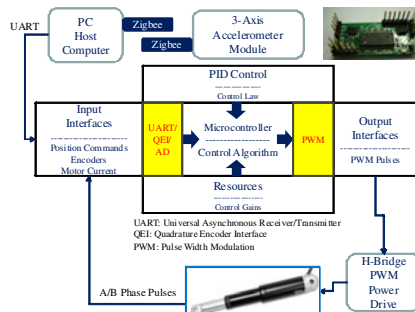 UART
PC
Host
Computer
Zigbee
Zigbee
3-Axis
Accelerometer
Module
PID Control
Control Law
Input
Interfaces
Position Commands
Encoders
Motor Current
UART/
QEI/
AD
Microcontroller
Control Algorithm
PWM
Output
Interfaces
PWM Pulses
Resources
Control Gains
UART: Universal Asynchronous Receiver/Transmitter
QEI: Quadrature Encoder Interface
PWM: Pulse Width Modulation
A/B Phase Pulses
H-Bridge
PWM
Power
Drive